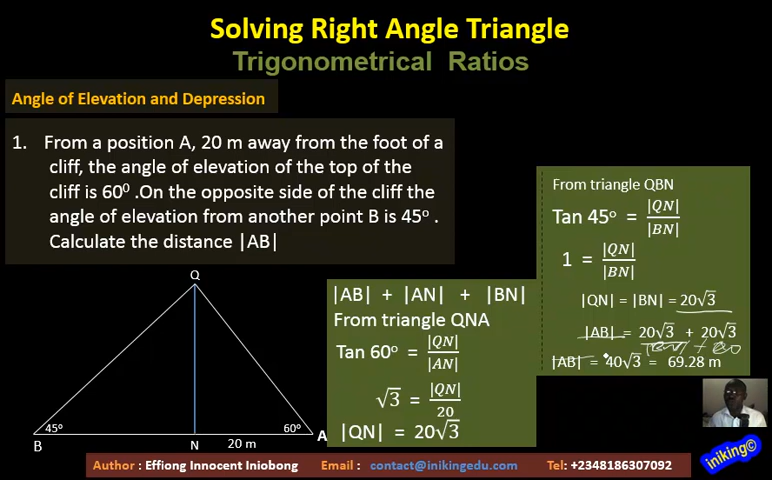 Solving Right Angle Triangle
Trigonometrical Ratios
Angle of Elevation and Depression
1. From a position A, 20 m away from the foot of a
cliff, the angle of elevation of the top of the
cliff is 60⁰ .On the opposite side of the cliff the
angle of elevation from another point B is 45° .
Calculate the distance |AB|
Q
45°
60°
B
N
20 m
A
|AB| + |AN| + |BN|
From triangle QNA
Tan 60° = |QN|/|AN|
√3 = |QN|/20
|QN| = 20√3
From triangle QBN
Tan 45° = |QN|/|BN|
1 = |QN|/|BN|
|QN| = |BN| = 20√3
|AB| = 20√3 + 20√3
|AB| = 40√3 = 69.28 m
Author : Effiong Innocent Iniobong Email : contact@inikingedu.com Tel: +2348186307092
iniking©